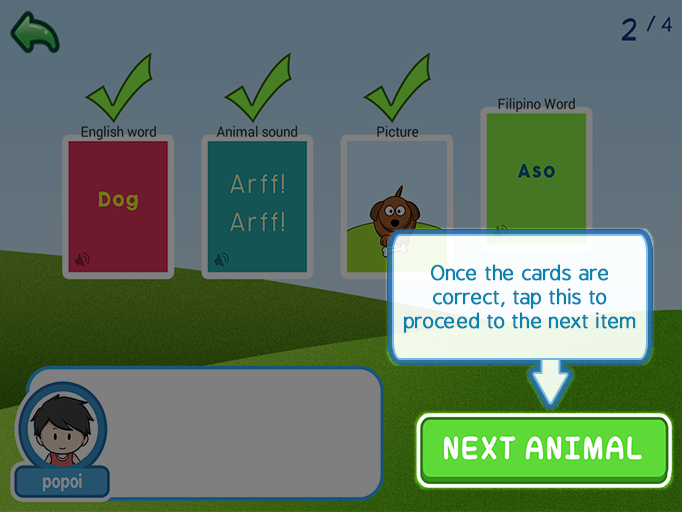 2 / 4
Filipino Word
English word
Animal sound
Picture
Dog
Arff!
Arff!
Aso
Once the cards are
correct, tap this to
proceed to the next item
NEXT ANIMAL
popoi